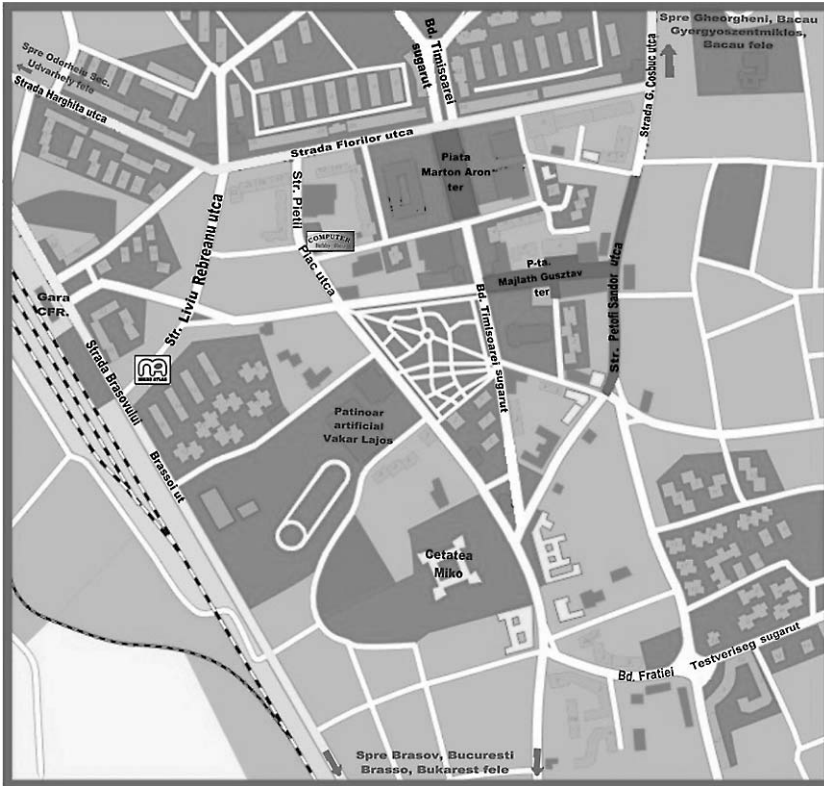 Spre Gheorgheni, Bacau
Gyergyoszentmiklos,
Bacau fele
Bd. Timisoarei
sugarut
Spre Oderheiu Sec.
Udvarhely fele
Strada Harghita utca
Strada G. Cosbuc utca
Strada Florilor utca
Piata
Marton Aron
ter
Str. Pietii
Piac utca
COMPUTER
Str. Liviu Rebreanu utca
P-ta.
Majlath Gusztav
ter
Str. Petofi Sandor utca
Bd. Timisoarei sugarut
Gara
CFR.
Strada Brasovului
Brassoi ut
Patinoar
artificial
Vakar Lajos
Cetatea
Miko
Bd. Fratiei
Testveriseg sugarut
Spre Brasov, Bucuresti
Brasso, Bukarest fele